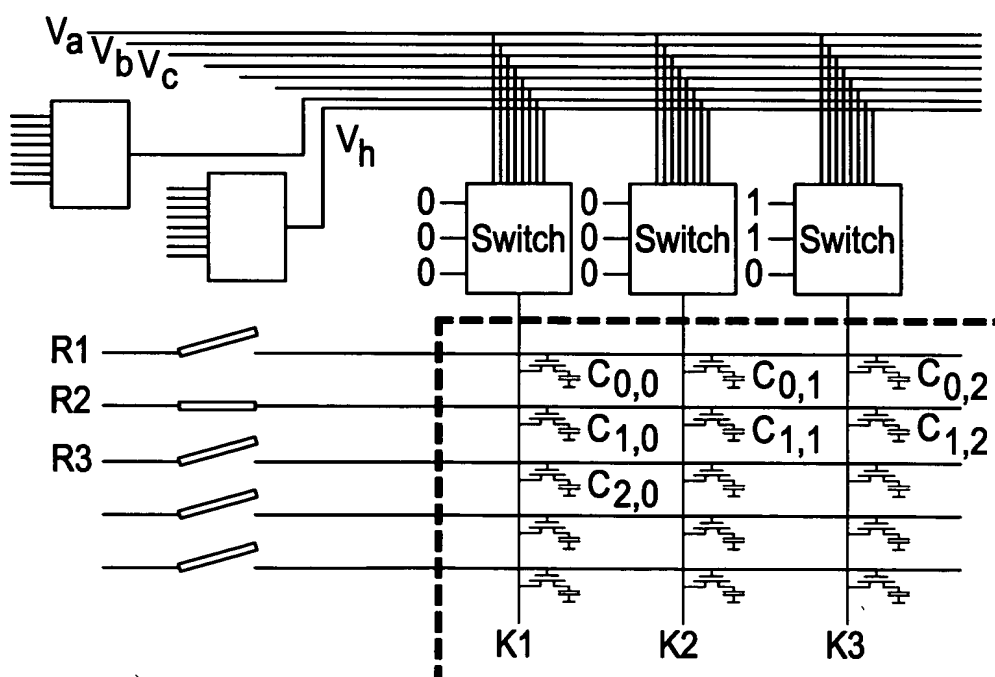 Va Vb Vc
Vh
0 0 1
0 Switch 0 Switch 1 Switch
0 0 0
R1 C0,0 C0,1 C0,2
R2 C1,0 C1,1 C1,2
R3 C2,0
K1 K2 K3